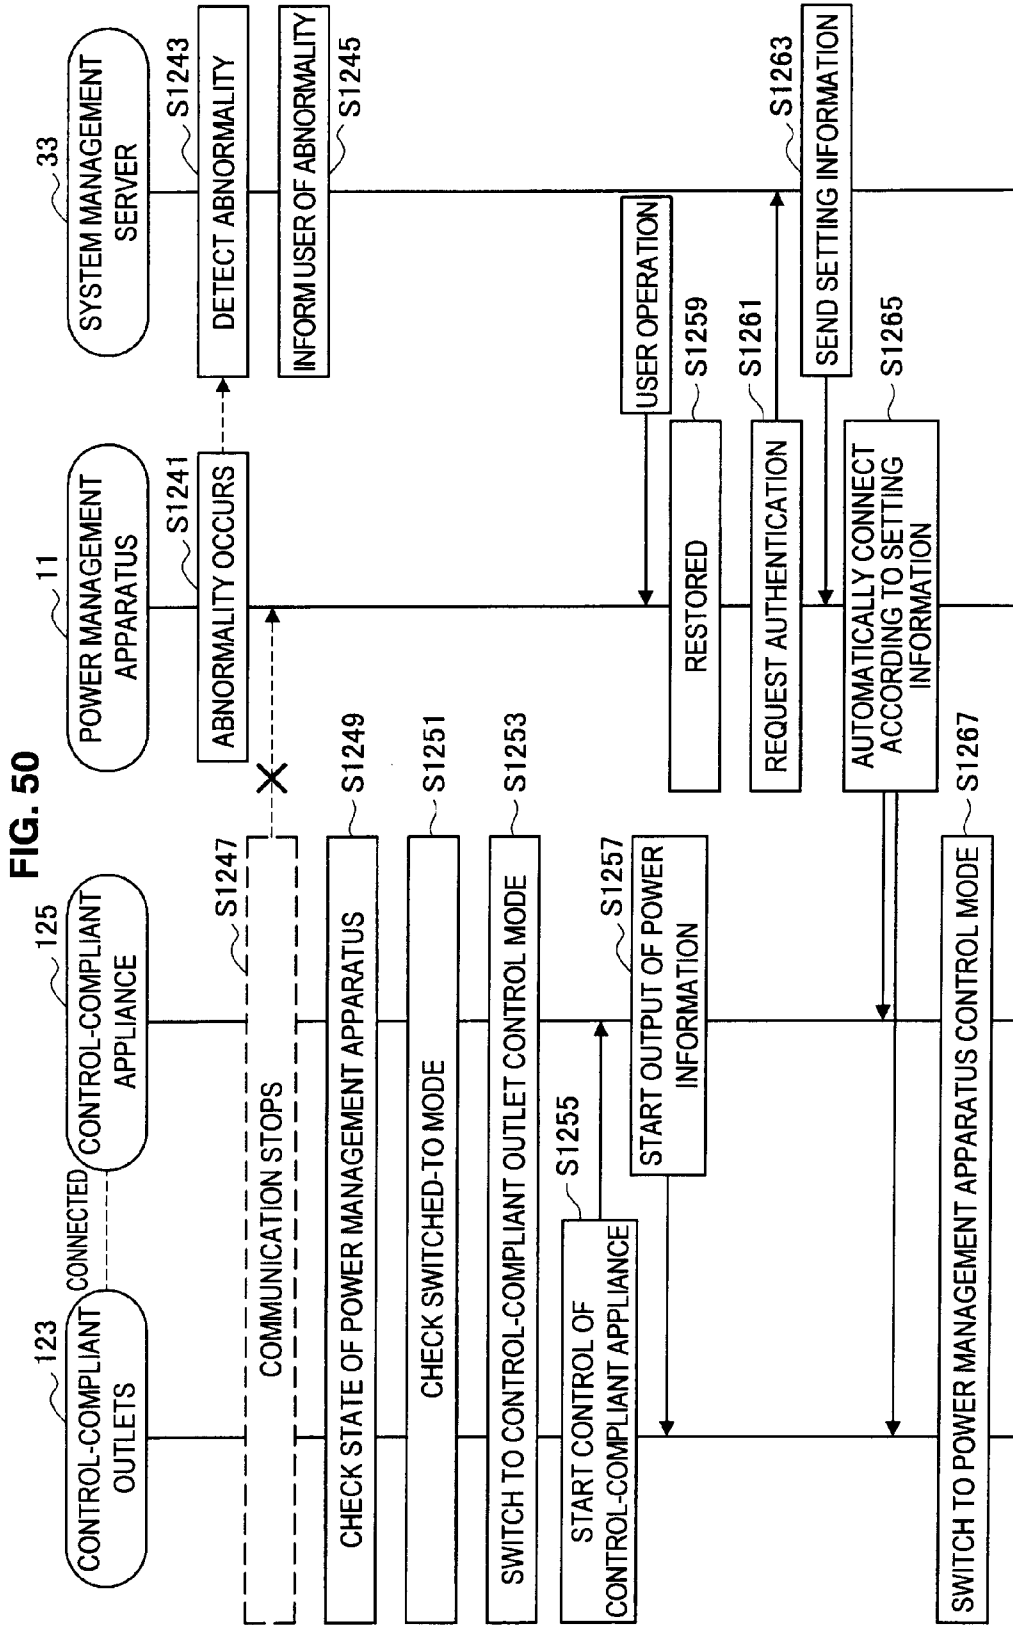 FIG. 50
123
CONTROL-COMPLIANT
OUTLETS
CONNECTED
125
CONTROL-COMPLIANT
APPLIANCE
11
POWER MANAGEMENT
APPARATUS
33
SYSTEM MANAGEMENT
SERVER
S1241
ABNORMALITY OCCURS
S1243
DETECT ABNORMALITY
S1247
COMMUNICATION STOPS
S1245
INFORM USER OF ABNORMALITY
S1249
CHECK STATE OF POWER MANAGEMENT APPARATUS
S1251
CHECK SWITCHED-TO MODE
S1253
SWITCH TO CONTROL-COMPLIANT OUTLET CONTROL MODE
S1255
START CONTROL OF
CONTROL-COMPLIANT APPLIANCE
S1257
START OUTPUT OF POWER
INFORMATION
USER OPERATION
S1259
RESTORED
S1261
REQUEST AUTHENTICATION
S1263
SEND SETTING INFORMATION
S1265
AUTOMATICALLY CONNECT
ACCORDING TO SETTING
INFORMATION
S1267
SWITCH TO POWER MANAGEMENT APPARATUS CONTROL MODE